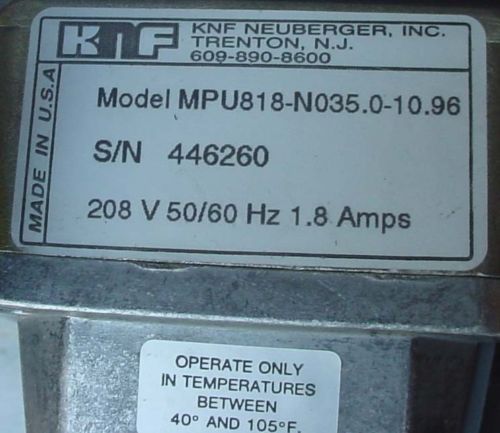 KNF KNF NEUBERGER, INC.
TRENTON, N.J.
609-890-8600
MADE IN U.S.A
Model MPU818-N035.0-10.96
S/N 446260
208 V 50/60 Hz 1.8 Amps
OPERATE ONLY
IN TEMPERATURES
BETWEEN
40° AND 105°F.